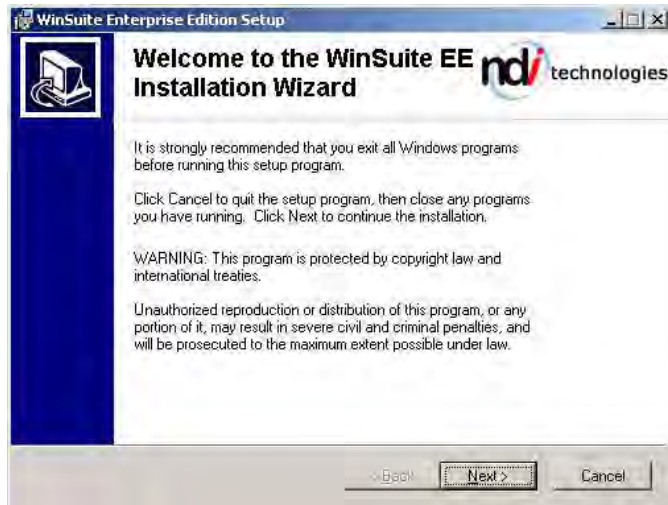 WinSuite Enterprise Edition Setup
Welcome to the WinSuite EE
Installation Wizard
ndi technologies
It is strongly recommended that you exit all Windows programs
before running this setup program.
Click Cancel to quit the setup program, then close any programs
you have running. Click Next to continue the installation.
WARNING: This program is protected by copyright law and
international treaties.
Unauthorized reproduction or distribution of this program, or any
portion of it, may result in severe civil and criminal penalties, and
will be prosecuted to the maximum extent possible under law.
< Back Next > Cancel